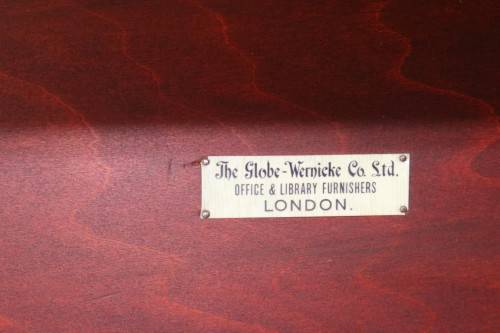 The Globe-Wernicke Co. Ltd.
OFFICE & LIBRARY FURNISHERS
LONDON.